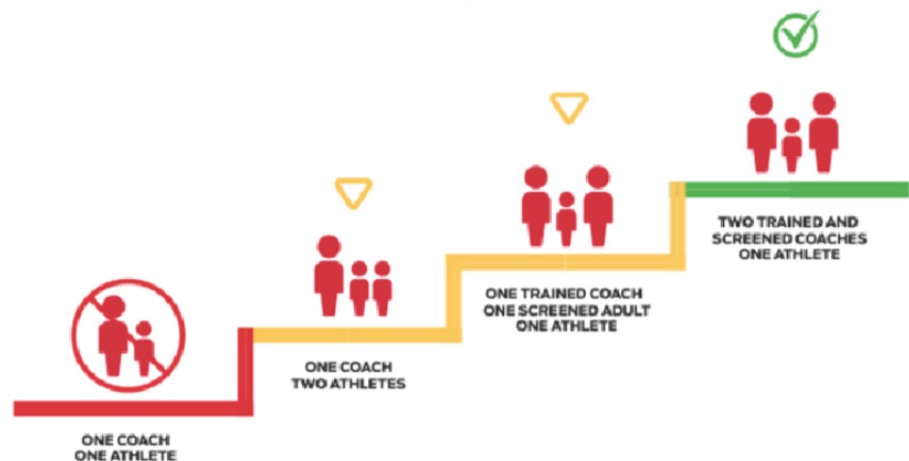 TWO TRAINED AND
SCREENED COACHES
ONE ATHLETE
ONE TRAINED COACH
ONE SCREENED ADULT
ONE ATHLETE
ONE COACH
TWO ATHLETES
ONE COACH
ONE ATHLETE